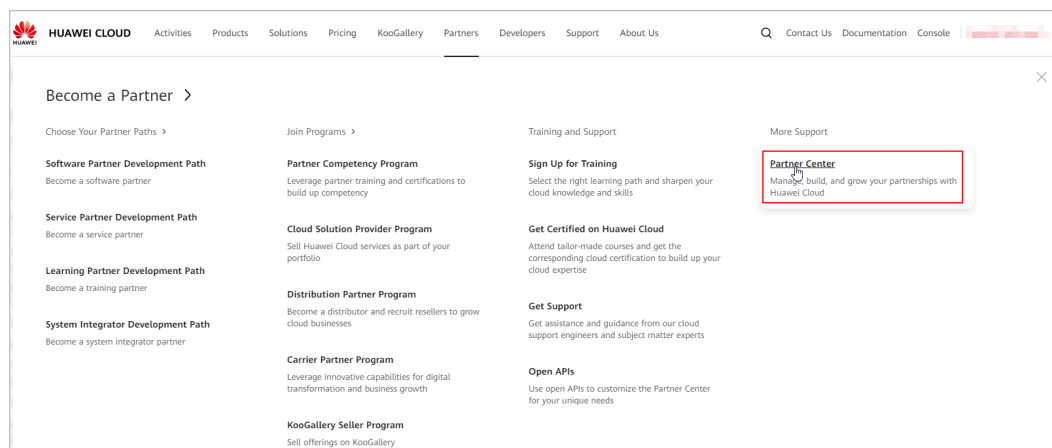 HUAWEI
HUAWEI CLOUD Activities Products Solutions Pricing KooGallery Partners Developers Support About Us Contact Us Documentation Console
Become a Partner >
Choose Your Partner Paths >
Software Partner Development Path
Become a software partner
Service Partner Development Path
Become a service partner
Learning Partner Development Path
Become a training partner
System Integrator Development Path
Become a system integrator partner
Join Programs >
Partner Competency Program
Leverage partner training and certifications to
build up competency
Cloud Solution Provider Program
Sell Huawei Cloud services as part of your
portfolio
Distribution Partner Program
Become a distributor and recruit resellers to grow
cloud businesses
Carrier Partner Program
Leverage innovative capabilities for digital
transformation and business growth
KooGallery Seller Program
Sell offerings on KooGallery
Training and Support
Sign Up for Training
Select the right learning path and sharpen your
cloud knowledge and skills
Get Certified on Huawei Cloud
Attend tailor-made courses and get the
corresponding cloud certification to build up your
cloud expertise
Get Support
Get assistance and guidance from our cloud
support engineers and subject matter experts
Open APIs
Use open APIs to customize the Partner Center
for your unique needs
More Support
Partner Center
Manage, build, and grow your partnerships with
Huawei Cloud